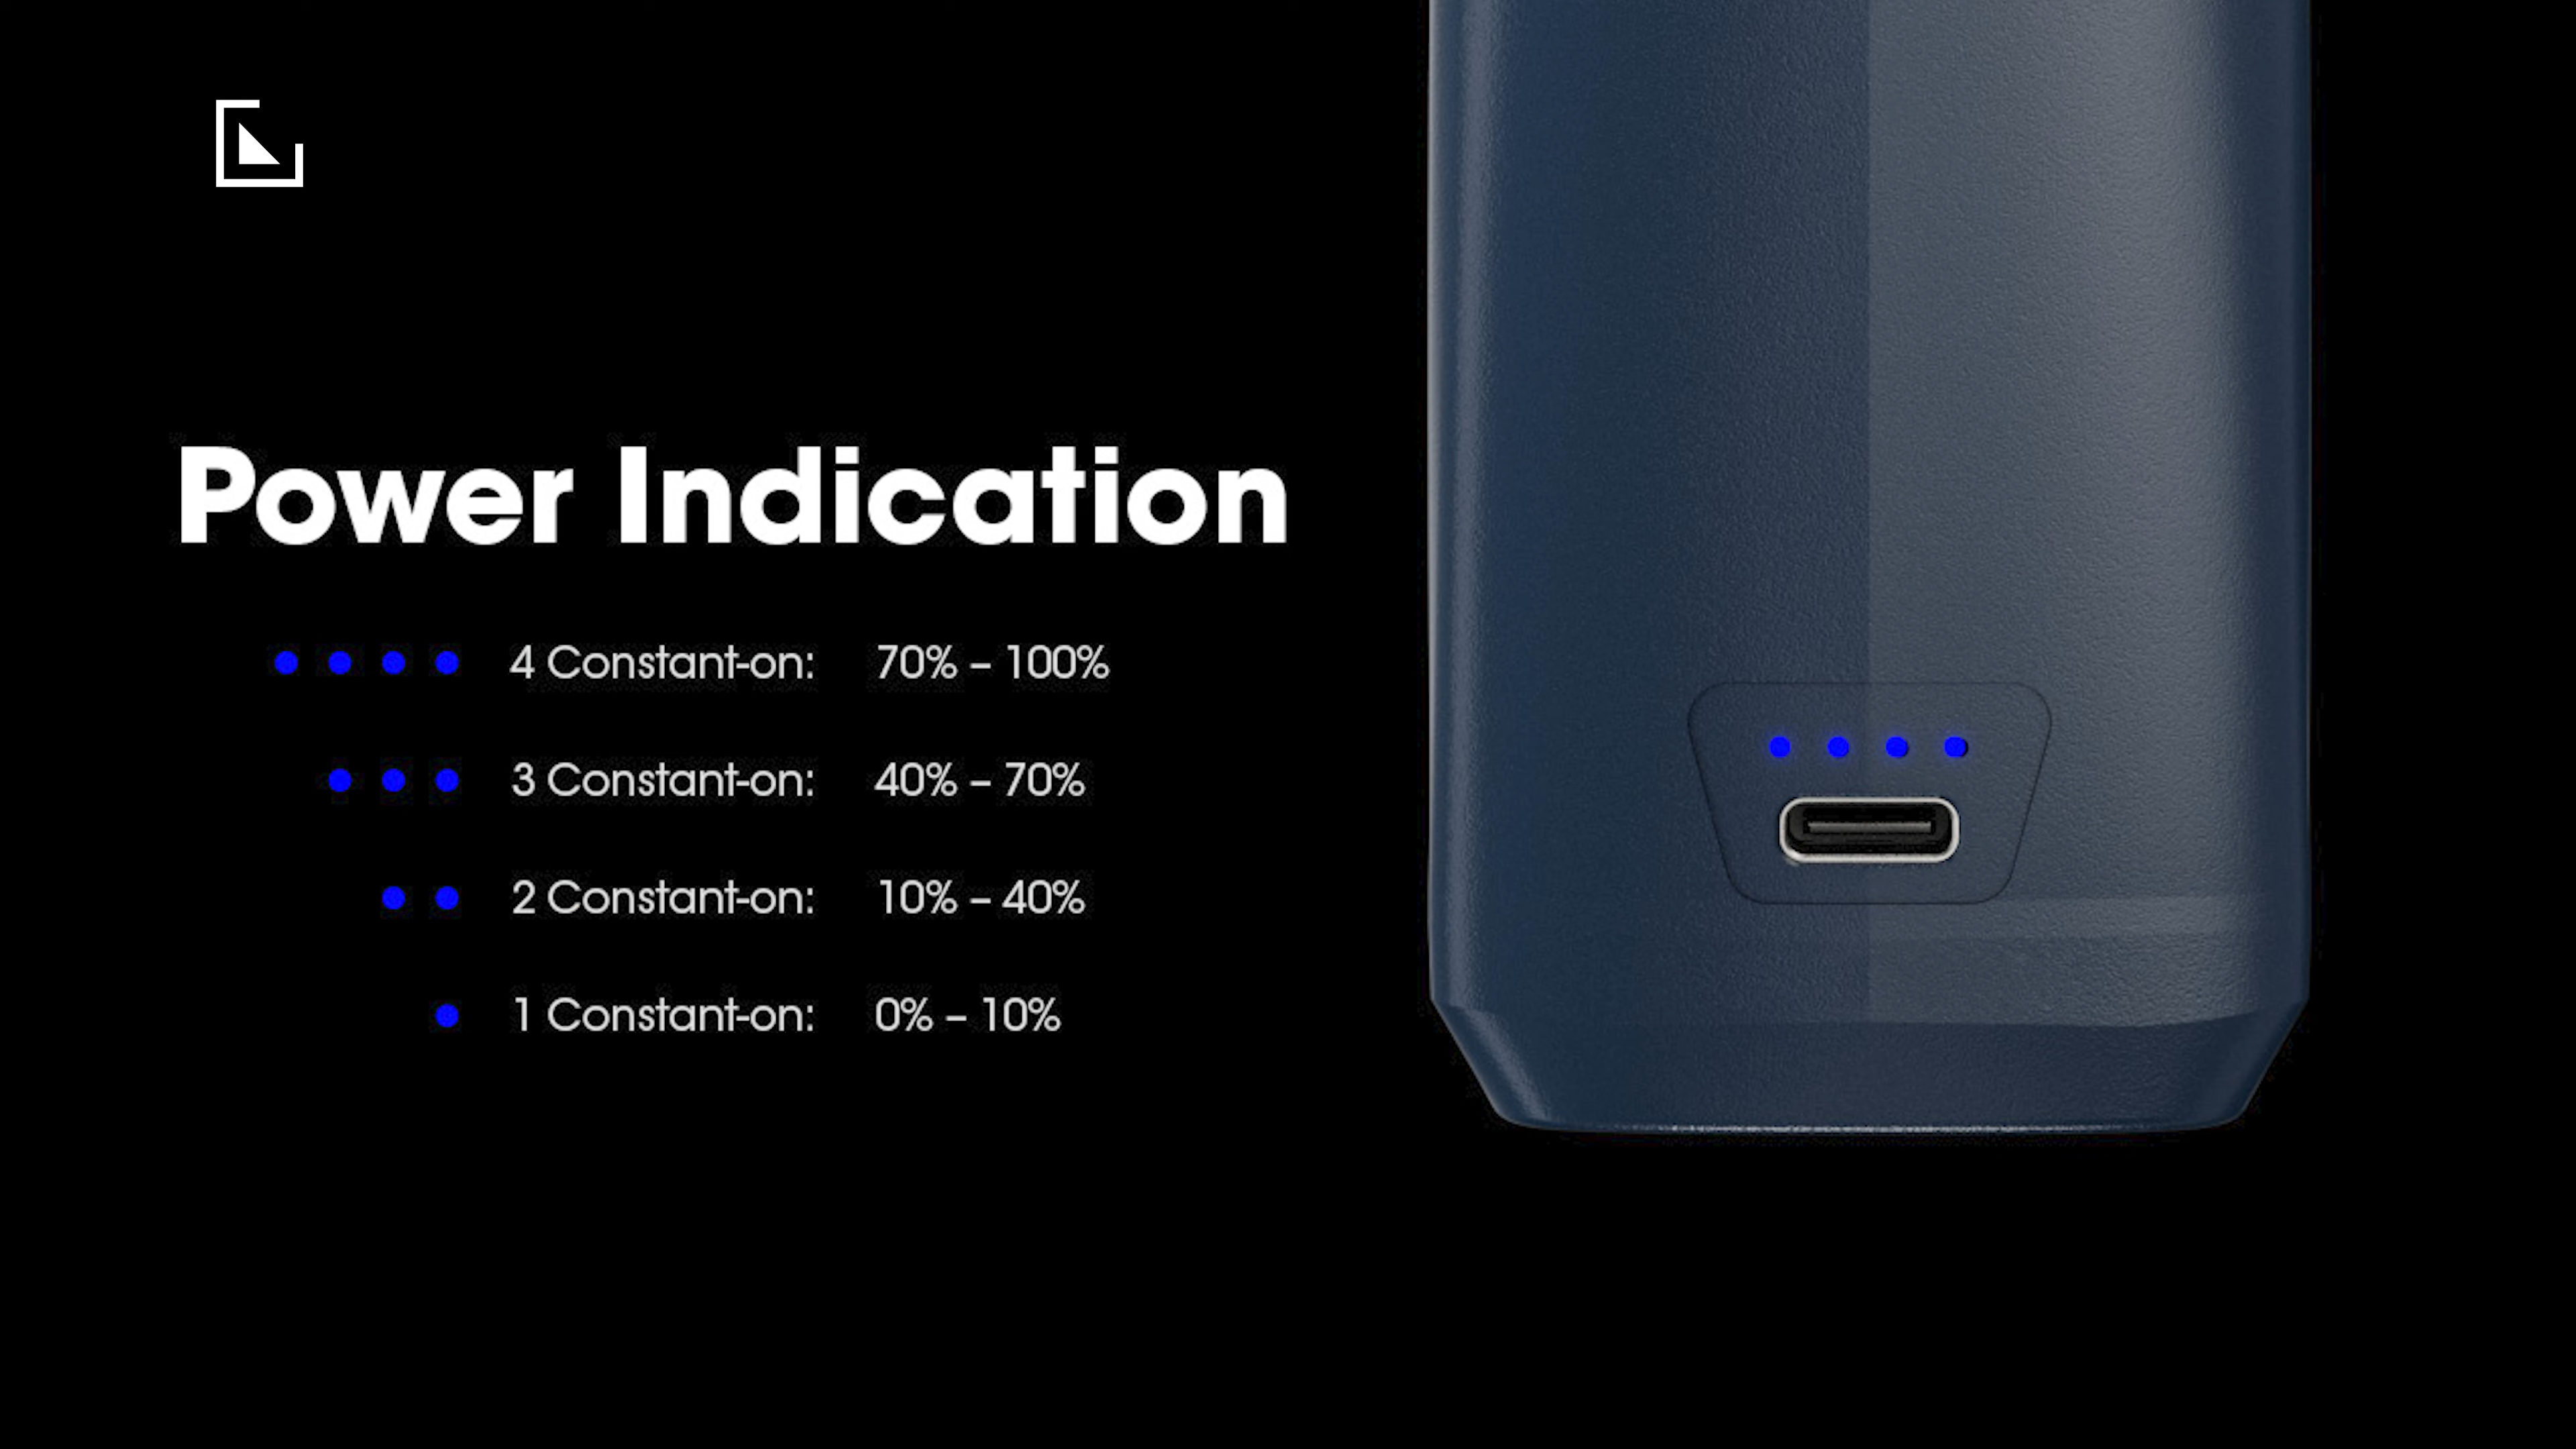 Power Indication
4 Constant-on: 70% – 100%
3 Constant-on: 40% – 70%
2 Constant-on: 10% – 40%
1 Constant-on: 0% – 10%